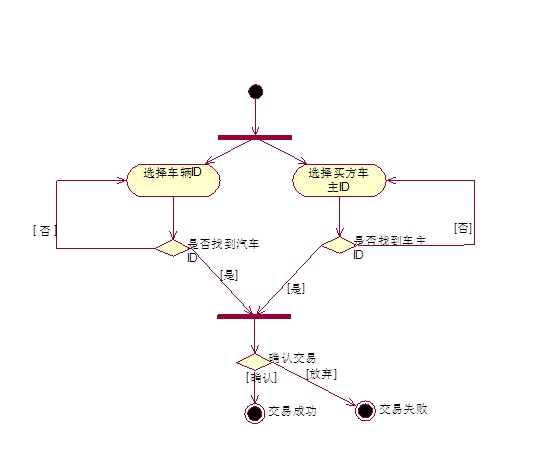 选择车辆ID
选择买方车
主ID
[否]
是否找到汽车
ID
是否找到车主
ID
[否]
[是]
[是]
确认交易
[确认]
[放弃]
交易成功
交易失败